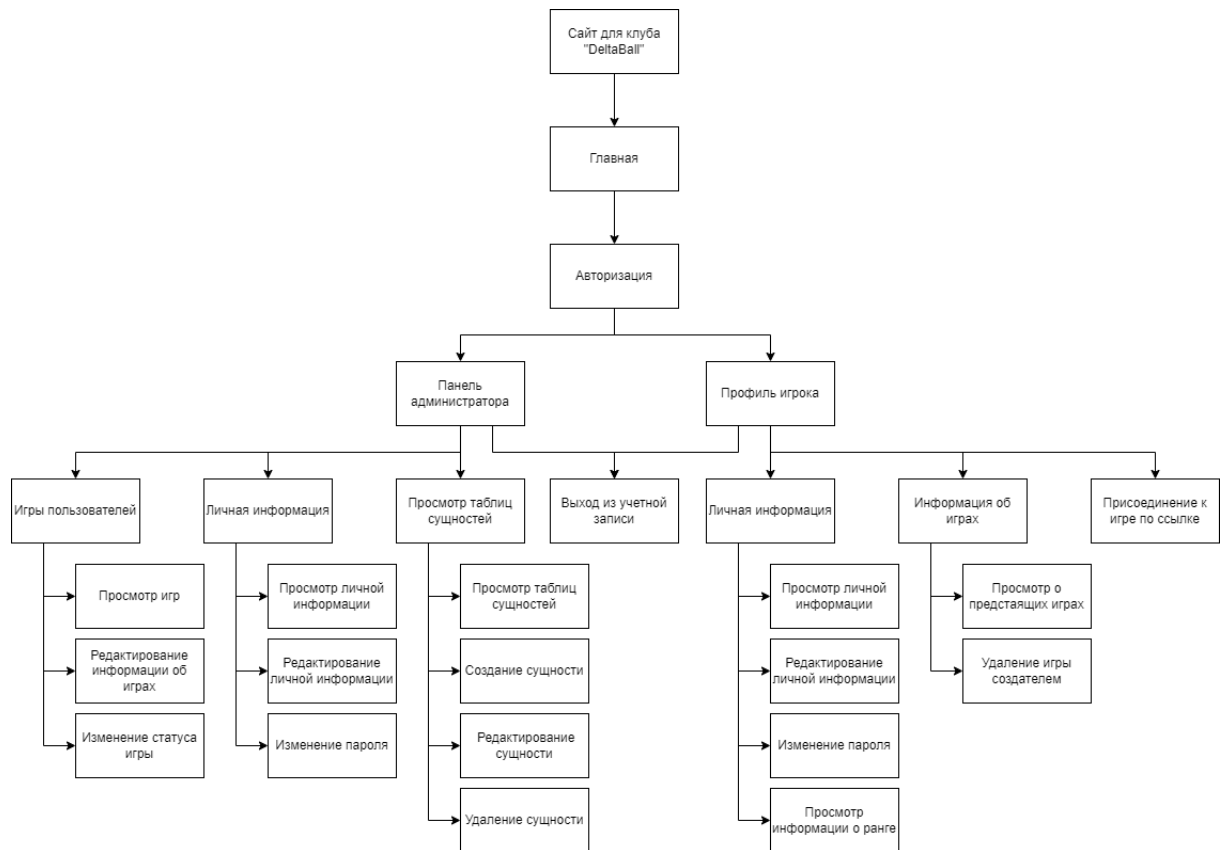 Сайт для клуба
"DeltaBall"
Главная
Авторизация
Панель
администратора
Профиль игрока
Игры пользователей
Личная информация
Просмотр таблиц
сущностей
Выход из учетной
записи
Личная информация
Информация об
играх
Присоединение к
игре по ссылке
Просмотр игр
Редактирование
информации об
играх
Изменение статуса
игры
Просмотр личной
информации
Редактирование
личной информации
Изменение пароля
Просмотр таблиц
сущностей
Создание сущности
Редактирование
сущности
Удаление сущности
Просмотр личной
информации
Редактирование
личной информации
Изменение пароля
Просмотр
информации о ранге
Просмотр о
предстаящих играх
Удаление игры
создателем